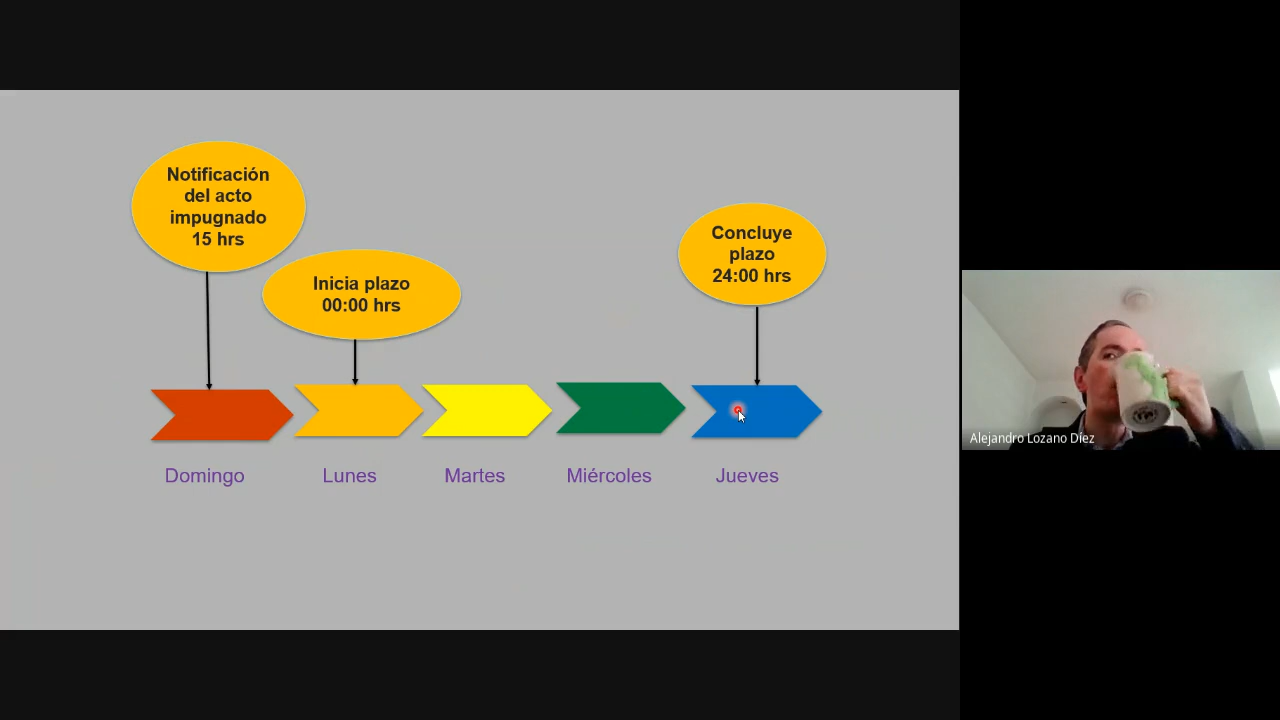 Notificación
del acto
impugnado
15 hrs
Inicia plazo
00:00 hrs
Concluye
plazo
24:00 hrs
Domingo
Lunes
Martes
Miércoles
Jueves
Alejandro Lozano Díez